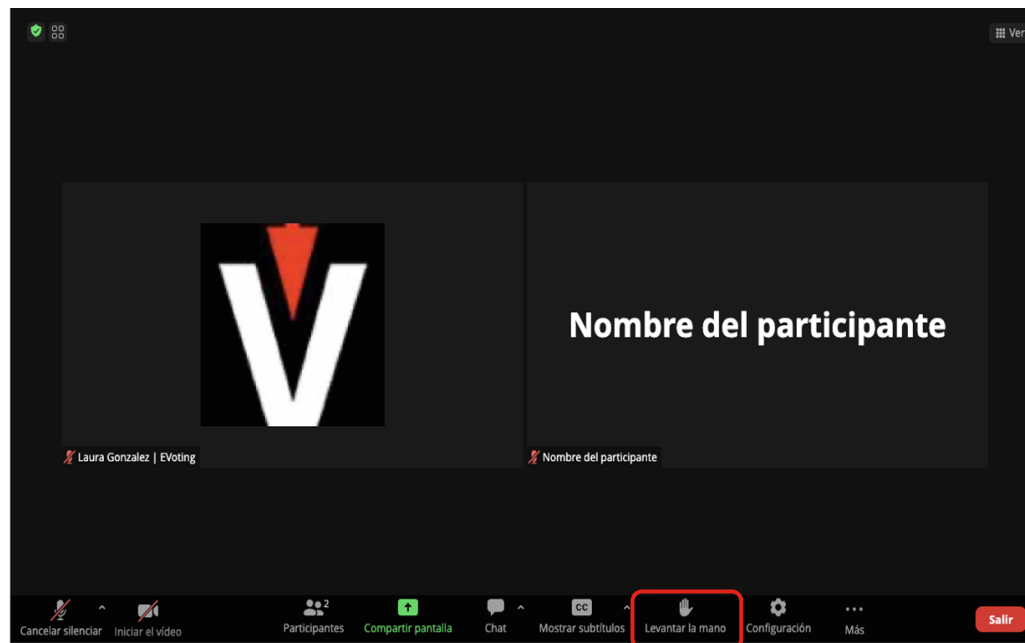 Ver
V
Nombre del participante
Laura Gonzalez | EVoting
Nombre del participante
2
CC
Cancelar silenciar
Iniciar el vídeo
Participantes
Compartir pantalla
Chat
Mostrar subtítulos
Levantar la mano
Configuración
Más
Salir